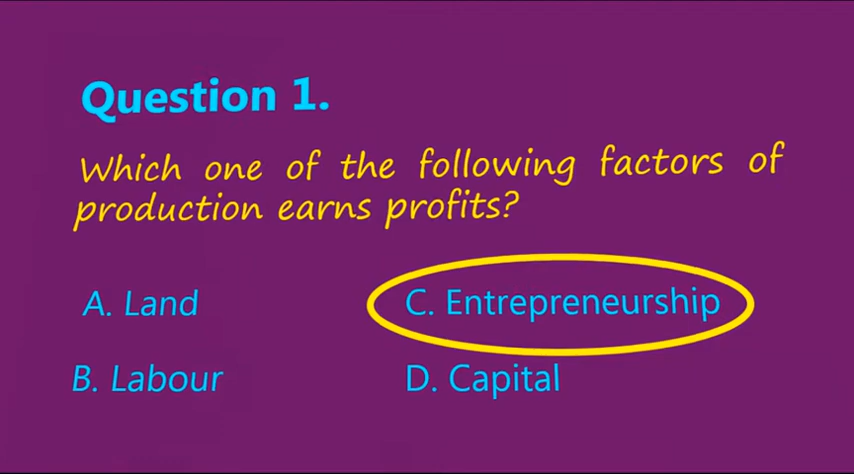 Question 1.
Which one of the following factors of
production earns profits?
A. Land
C. Entrepreneurship
B. Labour
D. Capital